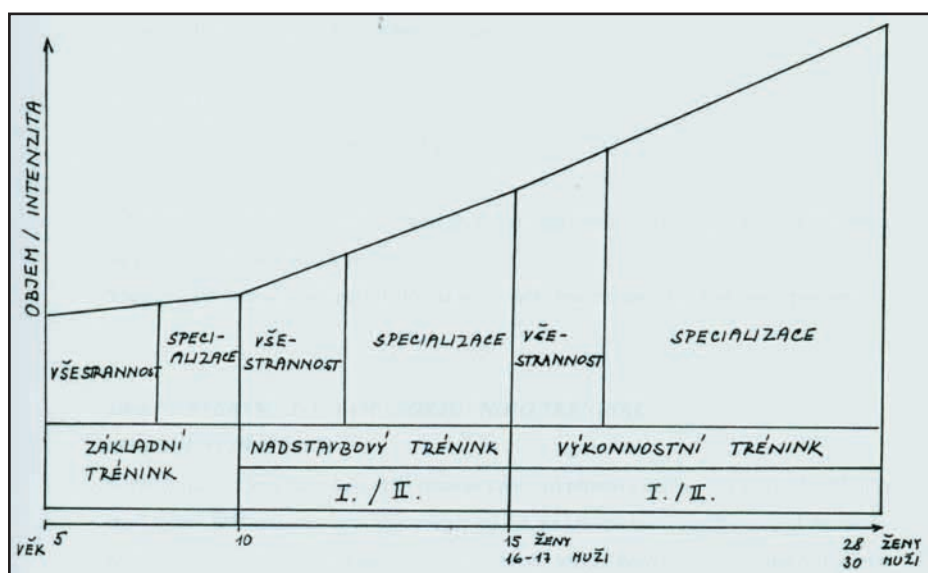 OBJEM / INTENZITA
VŠESTRANNOST
SPECI-
ALIZACE
VŠE-
STRANNOST
SPECIALIZACE
VŠE-
STRANNOST
SPECIALIZACE
ZÁKLADNÍ
TRÉNINK
NADSTAVBOVÝ TRÉNINK
VÝKONNOSTNÍ TRÉNINK
I./II.
I./II.
VĚK 5
10
15 ŽENY
16-17 MUŽI
28 ŽENY
30 MUŽI